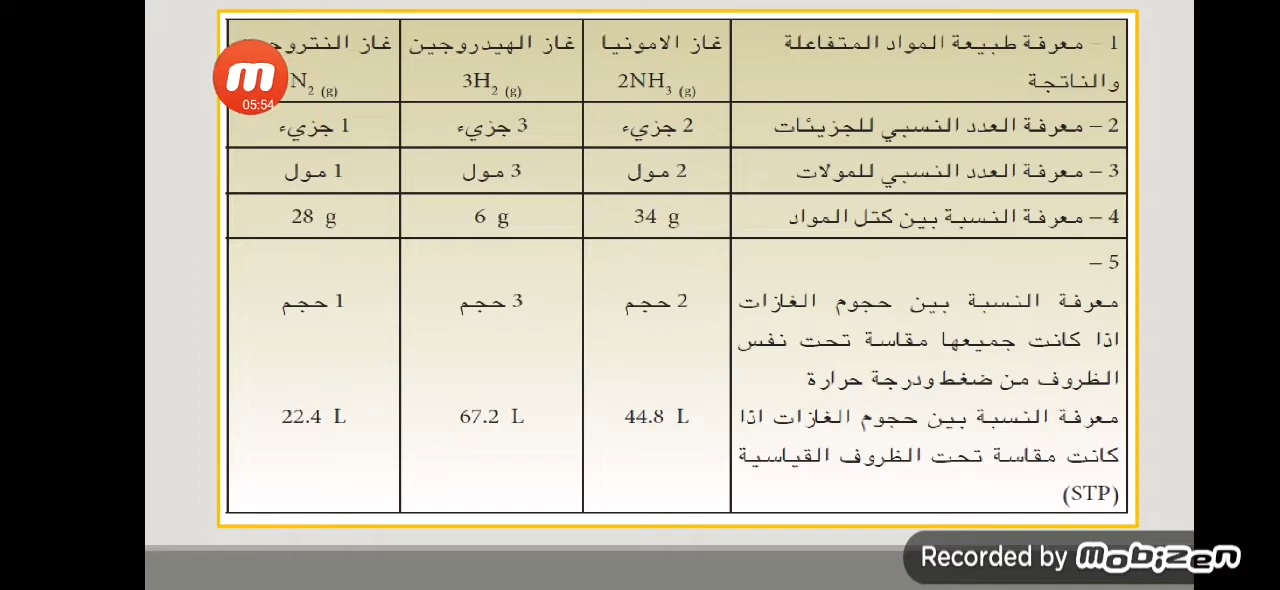 1 – معرفة طبيعة المواد المتفاعلة والناتجة
غاز الامونيا
2NH3 (g)
غاز الهيدروجين
3H2 (g)
غاز
N2 (g)
05:54
2 – معرفة العدد النسبي للجزيئات
2 جزيء
3 جزيء
1 جزيء
3 – معرفة العدد النسبي للمولات
2 مول
3 مول
1 مول
4 – معرفة النسبة بين كتل المواد
34 g
6 g
28 g
5 –
معرفة النسبة بين حجوم الغازات
اذا كانت جميعها مقاسة تحت نفس
الظروف من ضغط ودرجة حرارة
2 حجم
3 حجم
1 حجم
معرفة النسبة بين حجوم الغازات اذا
كانت مقاسة تحت الظروف القياسية
(STP)
44.8 L
67.2 L
22.4 L
Recorded by mobizen